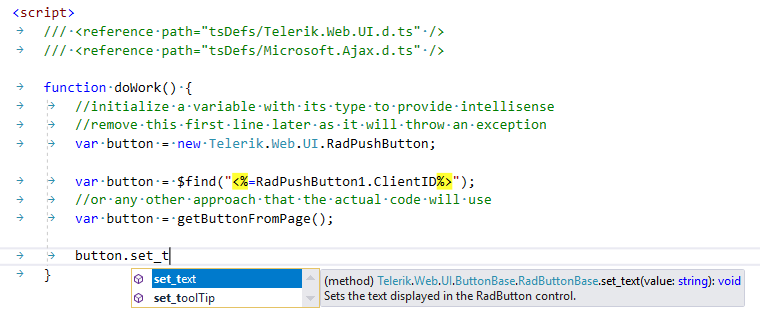 <script>
/// <reference path="tsDefs/Telerik.Web.UI.d.ts" />
/// <reference path="tsDefs/Microsoft.Ajax.d.ts" />
function doWork() {
//initialize a variable with its type to provide intellisense
//remove this first line later as it will throw an exception
var button = new Telerik.Web.UI.RadPushButton;
var button = $find("<%=RadPushButton1.ClientID%>");
//or any other approach that the actual code will use
var button = getButtonFromPage();
button.set_t
}
set_text
set_toolTip
(method) Telerik.Web.UI.ButtonBase.RadButtonBase.set_text(value: string): void
Sets the text displayed in the RadButton control.